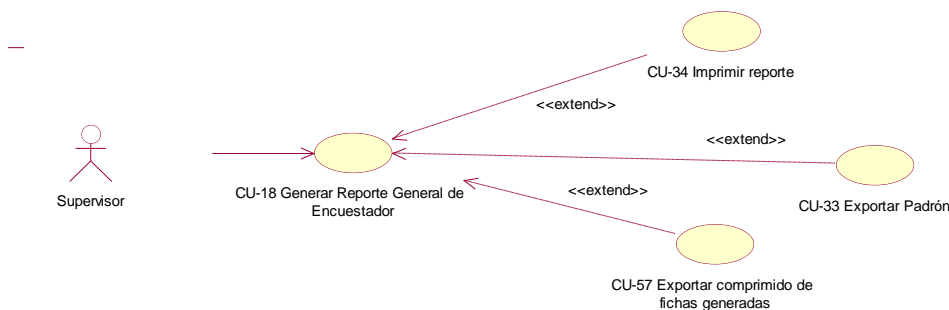 CU-34 Imprimir reporte
<<extend>>
<<extend>>
Supervisor
CU-18 Generar Reporte General de
Encuestador
<<extend>>
CU-33 Exportar Padrón
CU-57 Exportar comprimido de
fichas generadas